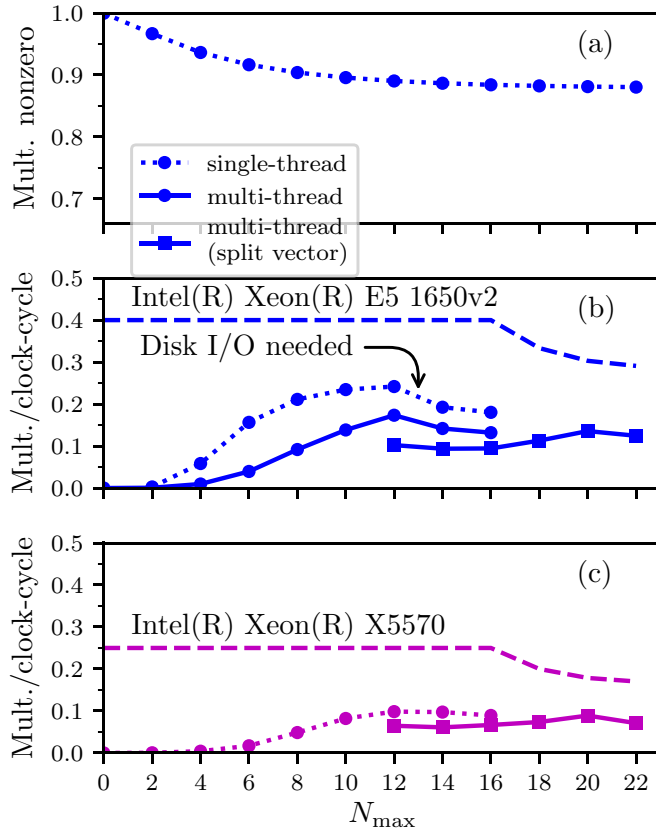 1.0
0.9
0.8
0.7
Mult. nonzero
(a)
single-thread
multi-thread
multi-thread
(split vector)
0.5
0.4
0.3
0.2
0.1
0.0
Mult./clock-cycle
Intel(R) Xeon(R) E5 1650v2
(b)
Disk I/O needed
0.5
0.4
0.3
0.2
0.1
0.0
Mult./clock-cycle
(c)
Intel(R) Xeon(R) X5570
0 2 4 6 8 10 12 14 16 18 20 22
N_max